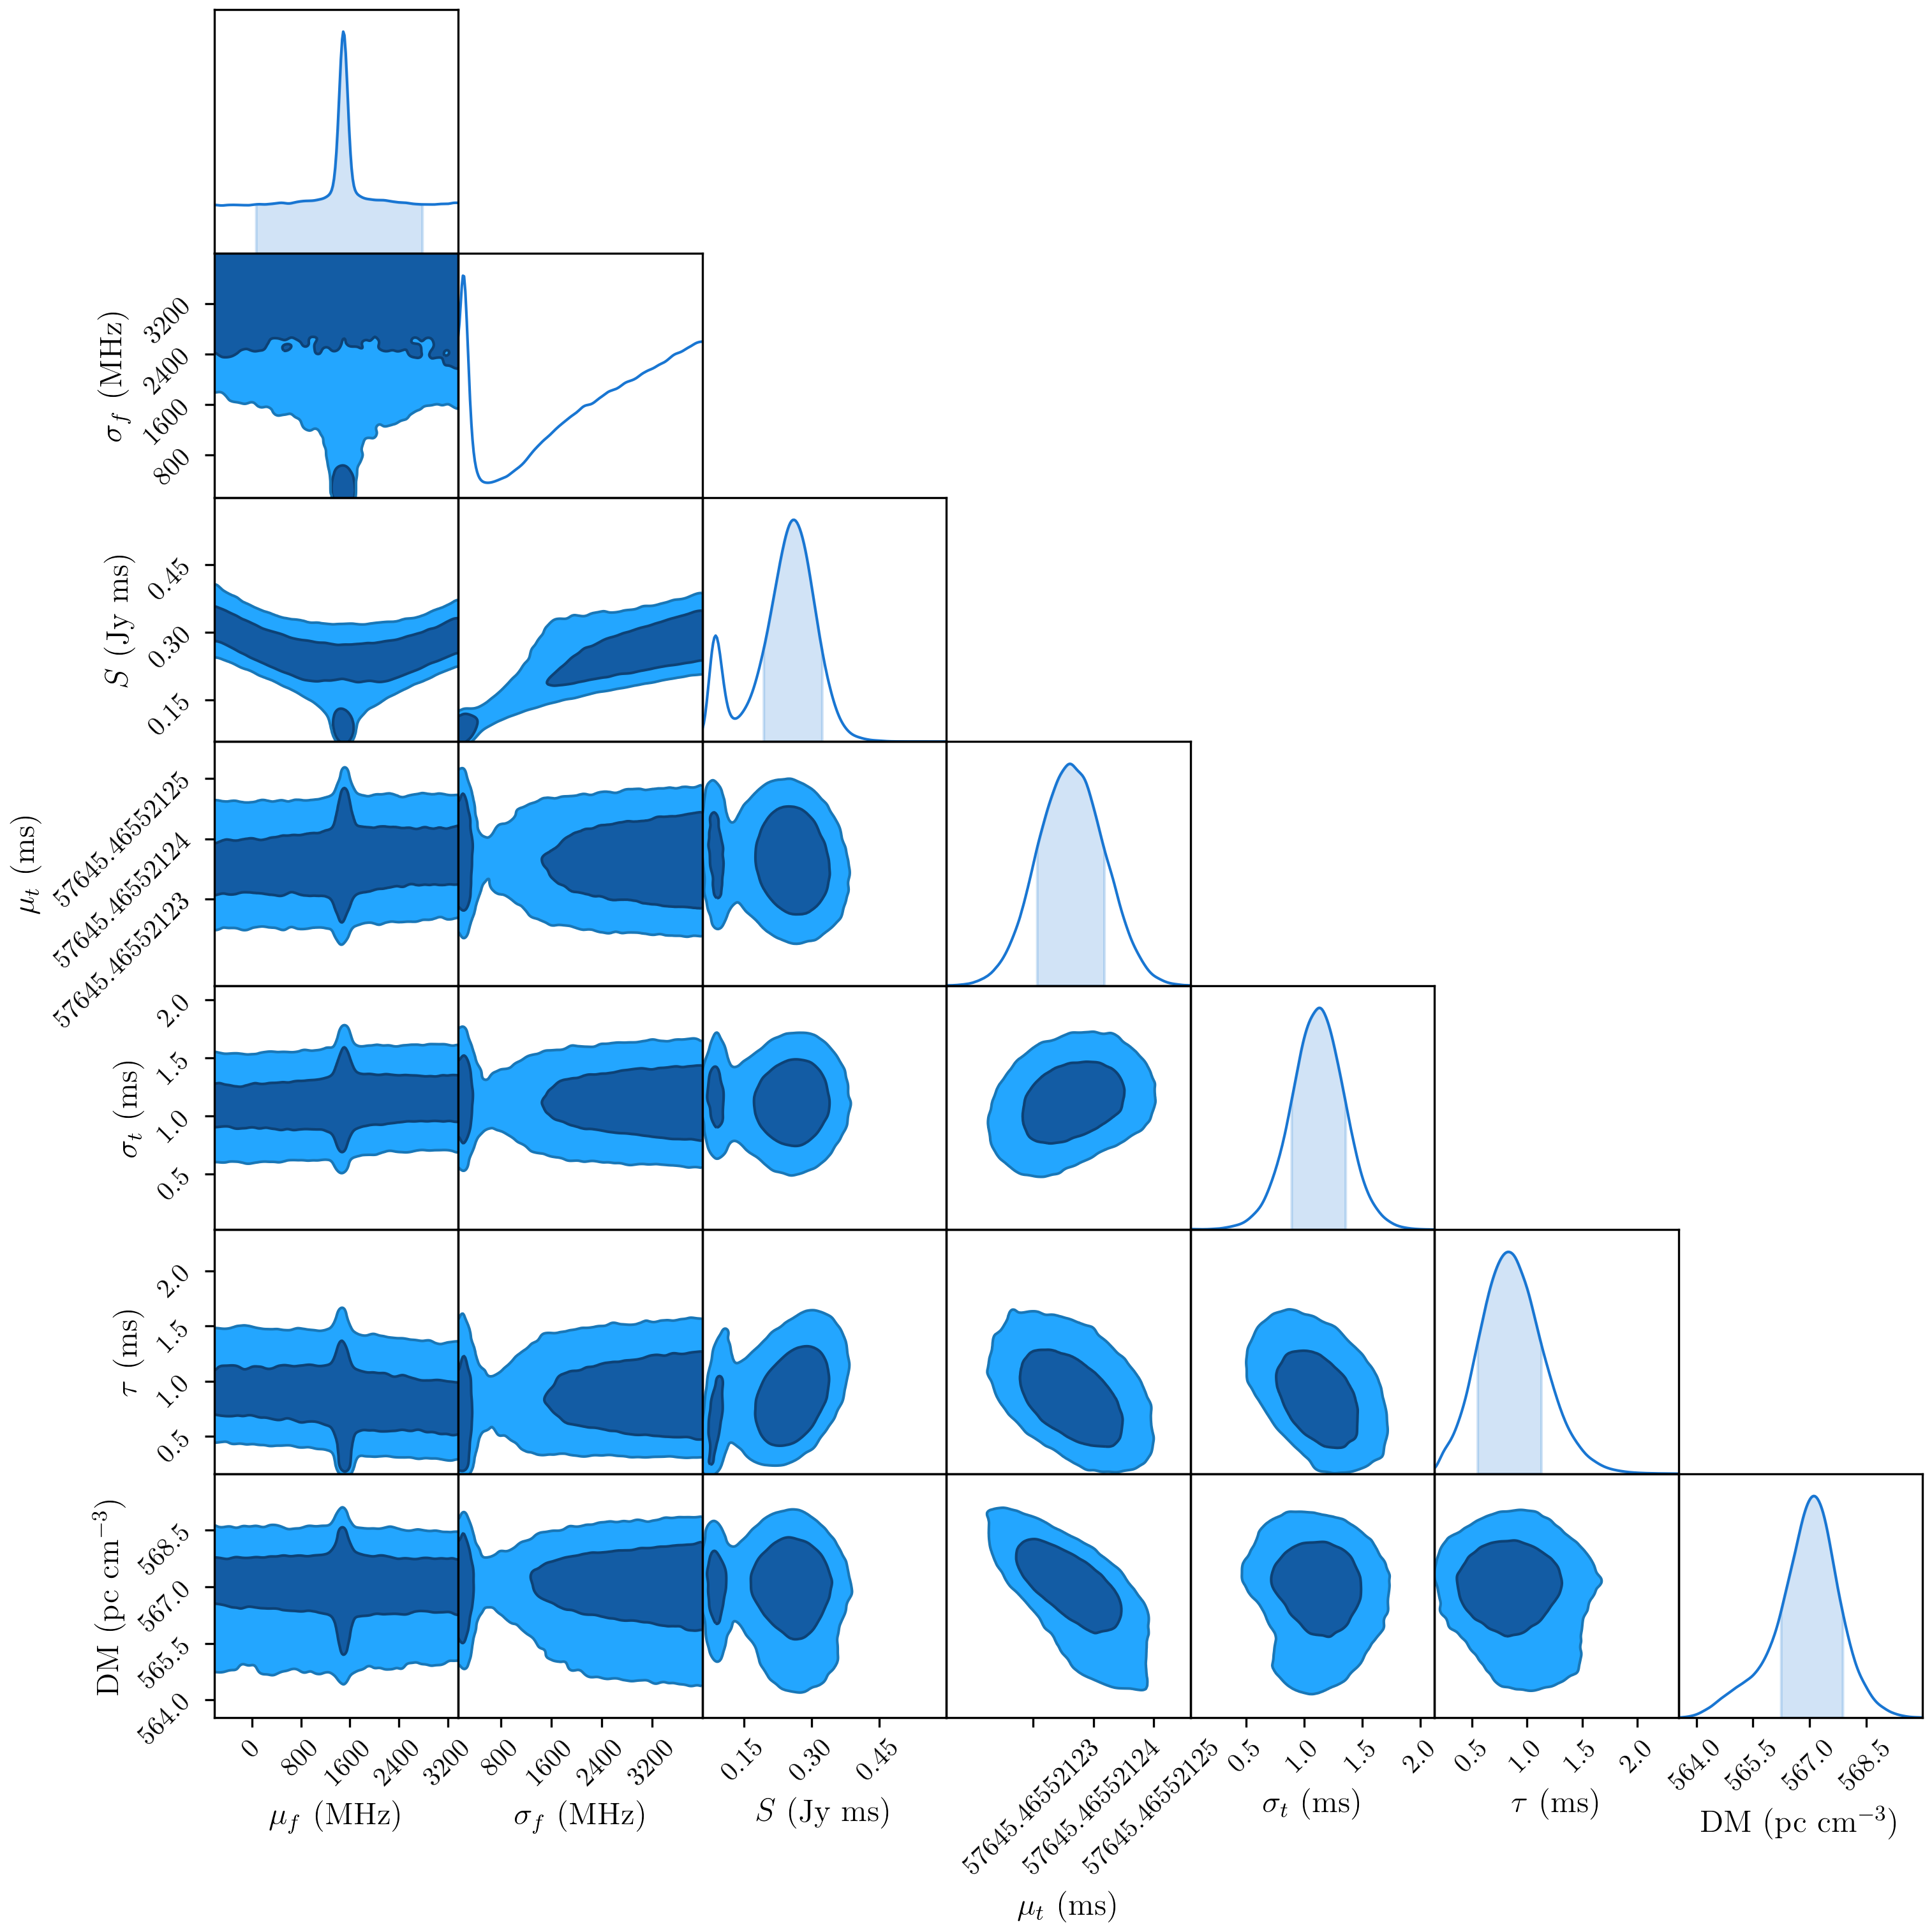 σ_f (MHz)
3200
2400
1600
800
S (Jy ms)
0.45
0.30
0.15
μ_t (ms)
57645.46552125
57645.46552124
57645.46552123
σ_t (ms)
2.0
1.5
1.0
0.5
τ (ms)
2.0
1.5
1.0
0.5
DM (pc cm⁻³)
568.5
567.0
565.5
564.0
0 800 1600 2400 3200
μ_f (MHz)
800 1600 2400 3200
σ_f (MHz)
0.15 0.30 0.45
S (Jy ms)
57645.46552123 57645.46552124 57645.46552125
μ_t (ms)
0.5 1.0 1.5 2.0
σ_t (ms)
0.5 1.0 1.5 2.0
τ (ms)
564.0 565.5 567.0 568.5
DM (pc cm⁻³)